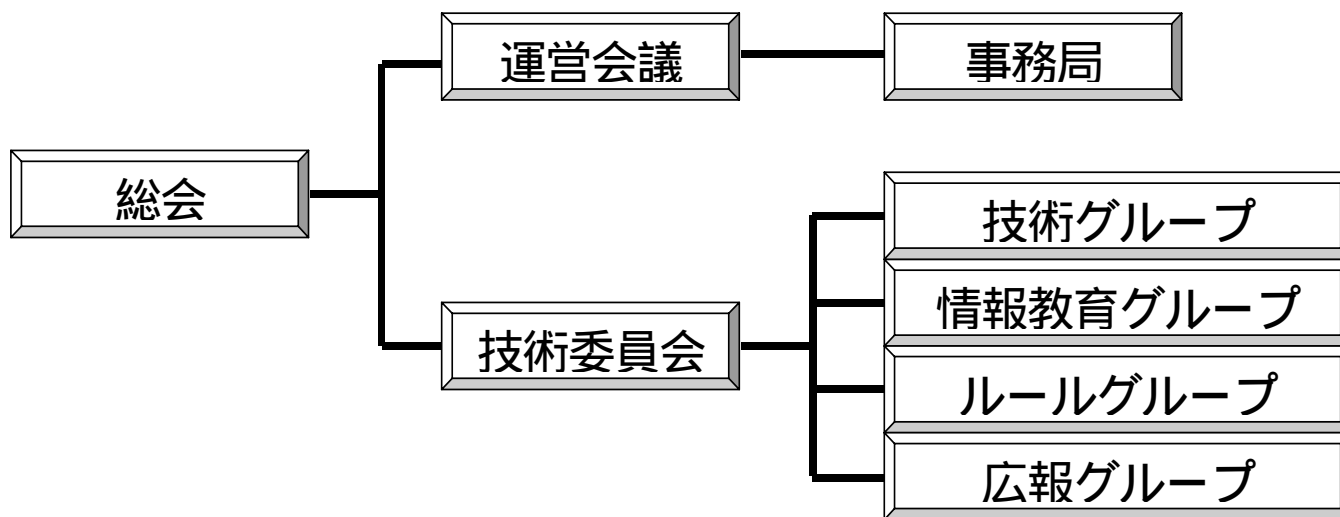 運営会議
事務局
総会
技術グループ
情報教育グループ
技術委員会
ルールグループ
広報グループ